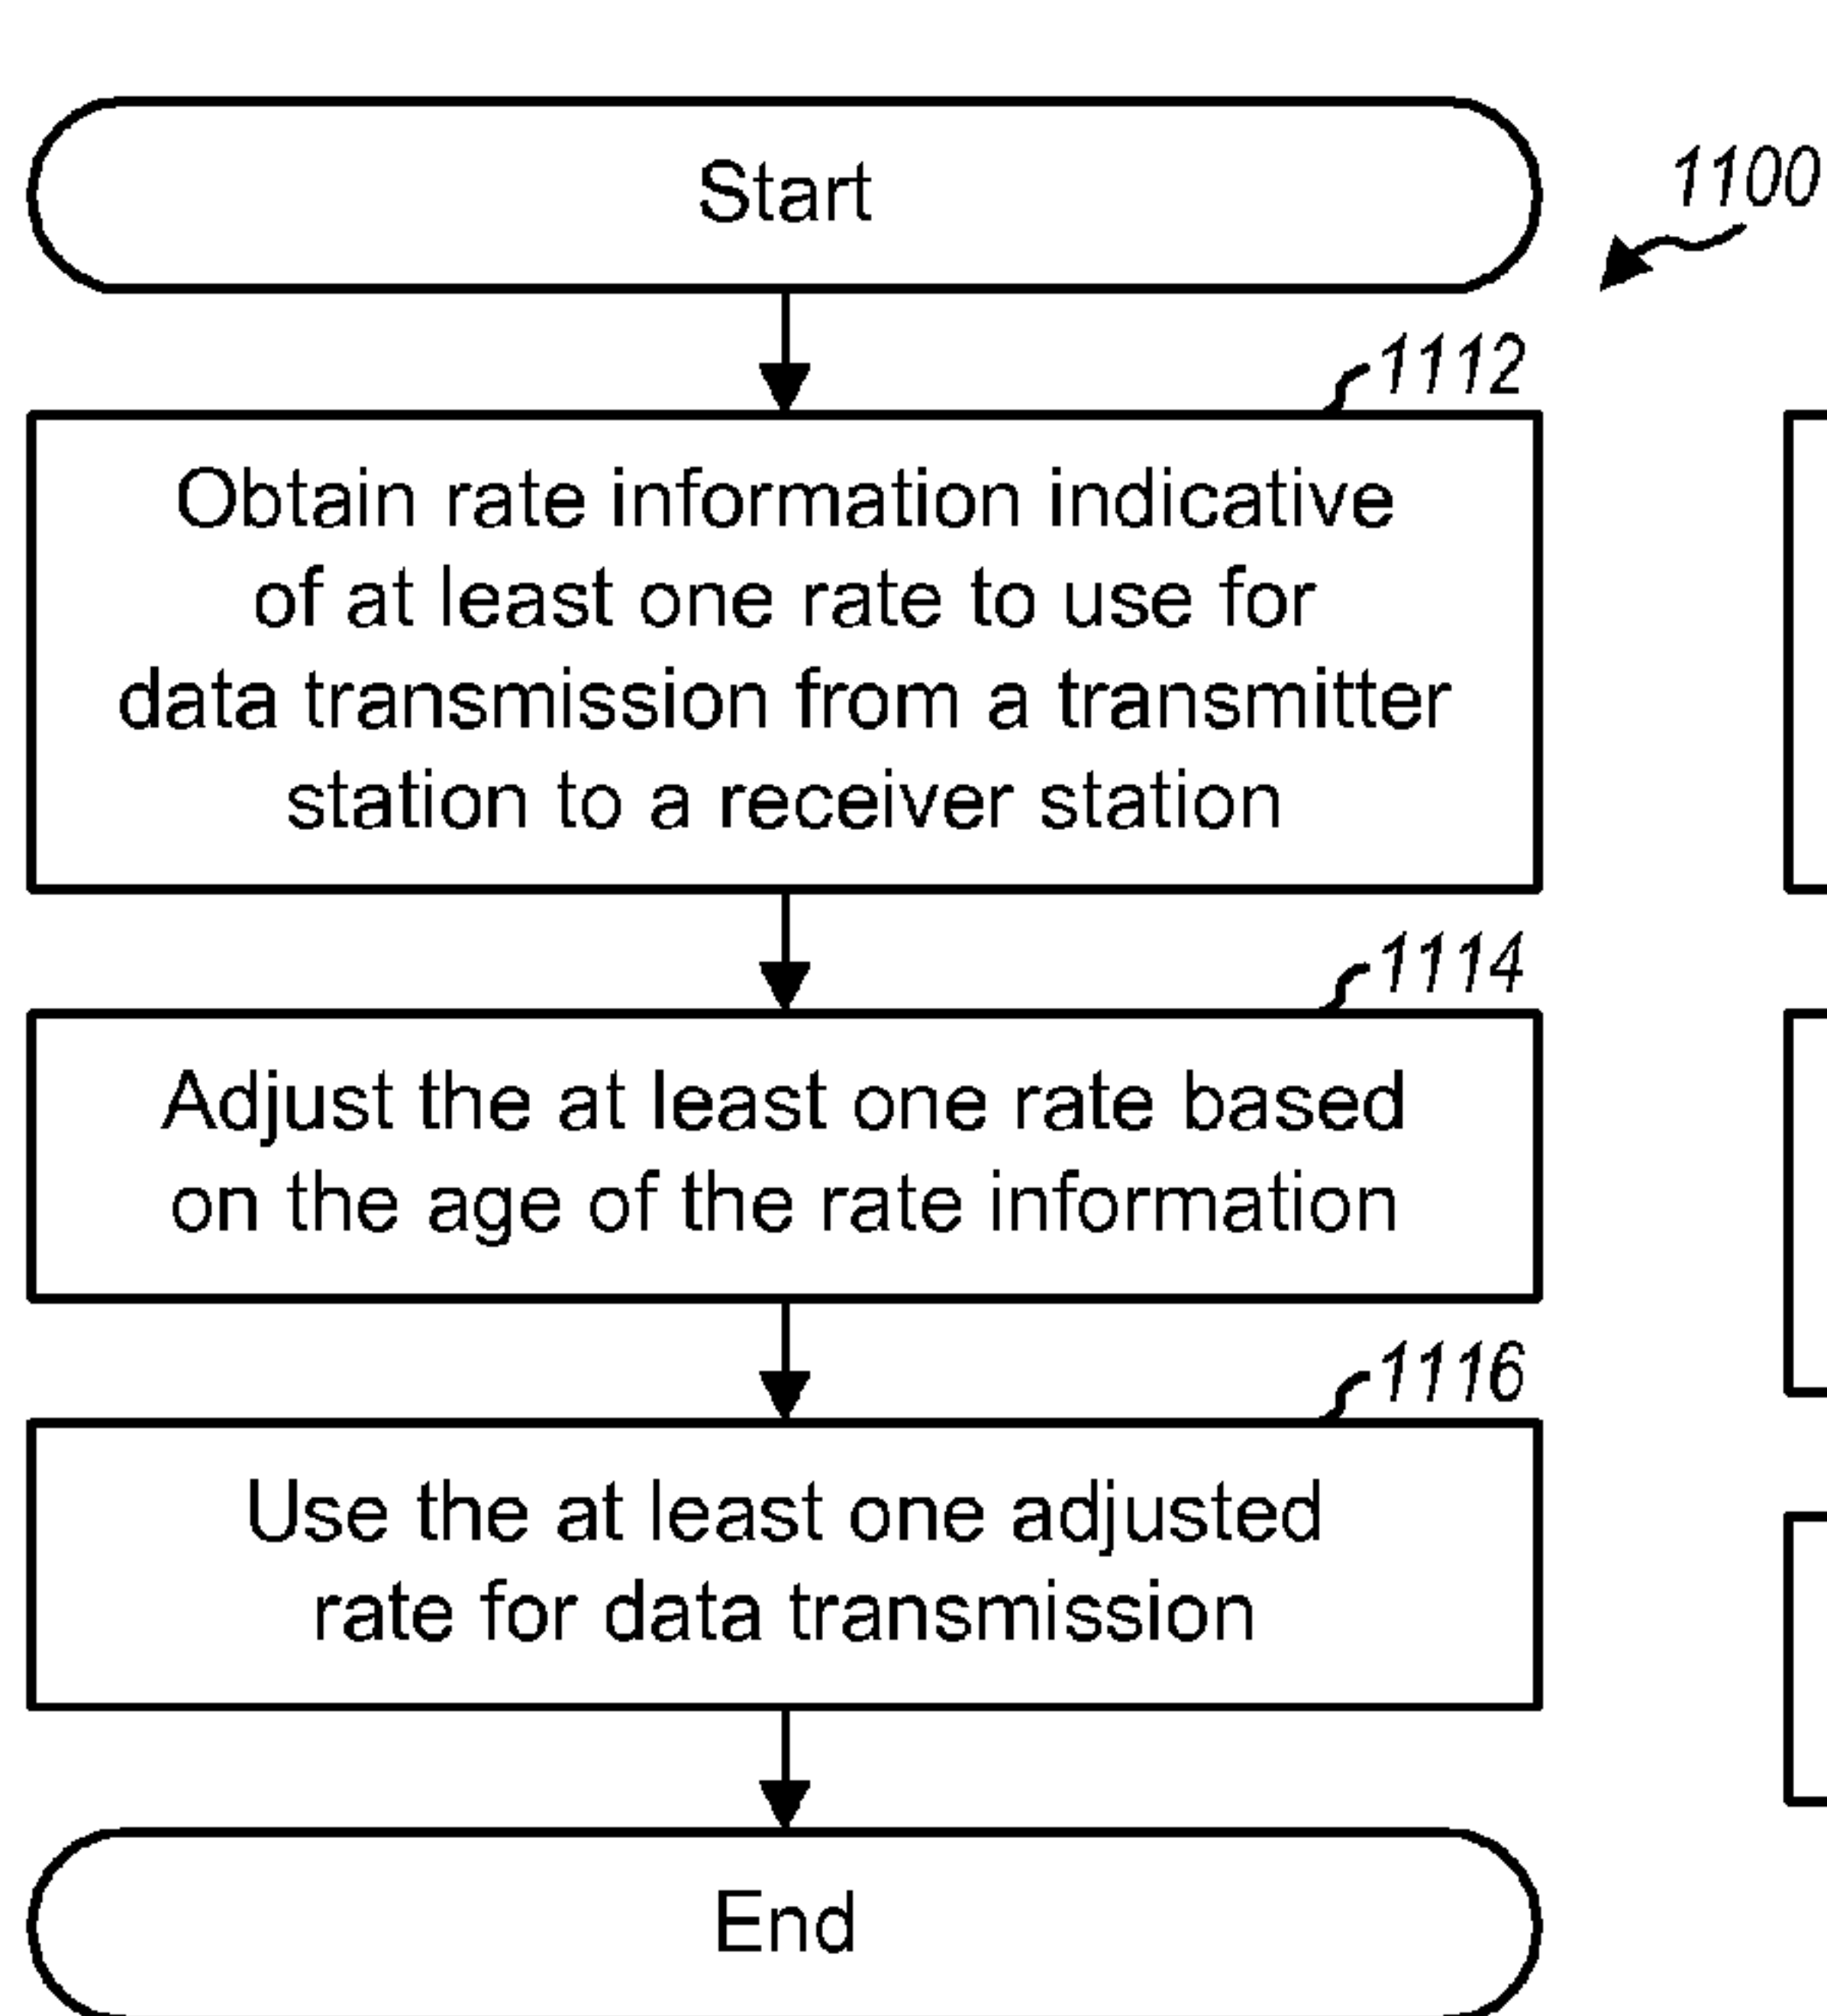 Start
1100
1112
Obtain rate information indicative
of at least one rate to use for
data transmission from a transmitter
station to a receiver station
1114
Adjust the at least one rate based
on the age of the rate information
1116
Use the at least one adjusted
rate for data transmission
End